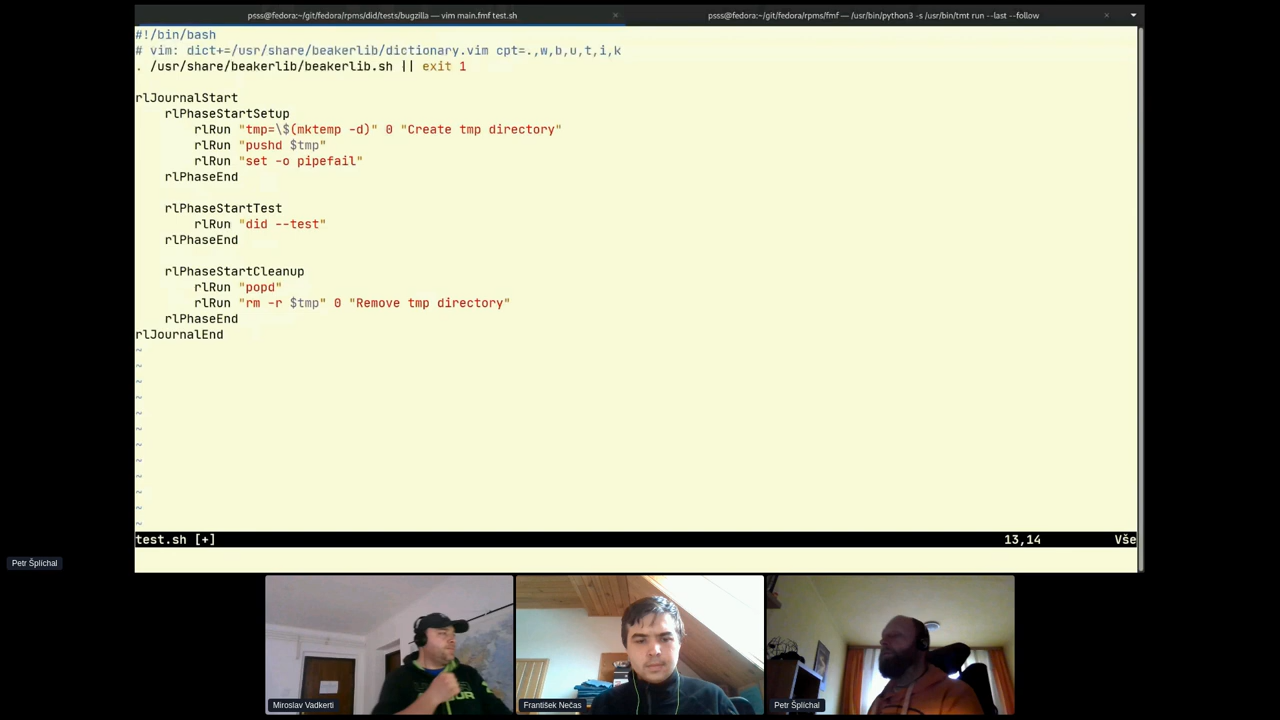 psss@fedora:~/git/fedora/rpms/did/tests/bugzilla — vim main.fmf test.sh
psss@fedora:~/git/fedora/rpms/fmf — /usr/bin/python3 -s /usr/bin/tmt run --last --follow
#!/bin/bash
# vim: dict+=/usr/share/beakerlib/dictionary.vim cpt=.,w,b,u,t,i,k
. /usr/share/beakerlib/beakerlib.sh || exit 1
rlJournalStart
rlPhaseStartSetup
rlRun "tmp=\$(mktemp -d)" 0 "Create tmp directory"
rlRun "pushd $tmp"
rlRun "set -o pipefail"
rlPhaseEnd
rlPhaseStartTest
rlRun "did --test"
rlPhaseEnd
rlPhaseStartCleanup
rlRun "popd"
rlRun "rm -r $tmp" 0 "Remove tmp directory"
rlPhaseEnd
rlJournalEnd
~
~
~
~
~
~
~
~
~
~
~
~
test.sh [+] 13,14 Vše
Petr Šplíchal
Miroslav Vadkerti
František Nečas
Petr Šplíchal